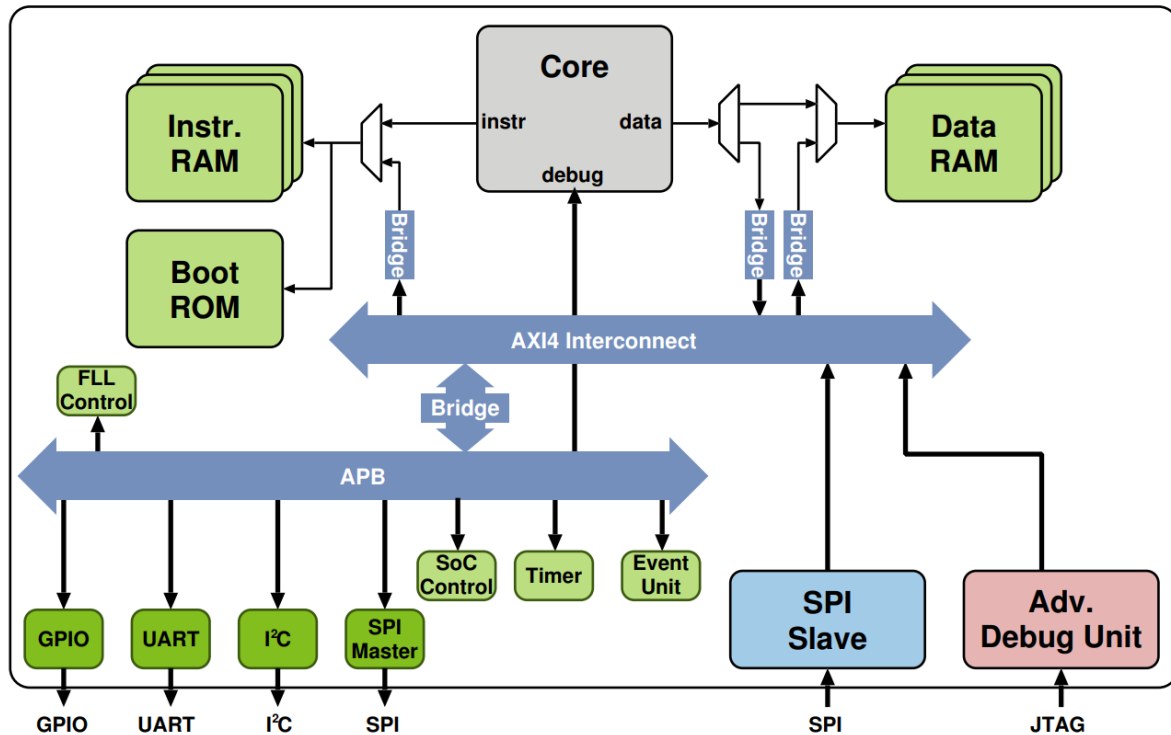 Core
instr
data
debug
Instr.
RAM
Data
RAM
Boot
ROM
Bridge
Bridge
Bridge
AXI4 Interconnect
FLL
Control
Bridge
APB
SoC
Control
Timer
Event
Unit
GPIO
UART
I²C
SPI
Master
SPI
Slave
Adv.
Debug Unit
GPIO
UART
I²C
SPI
SPI
JTAG